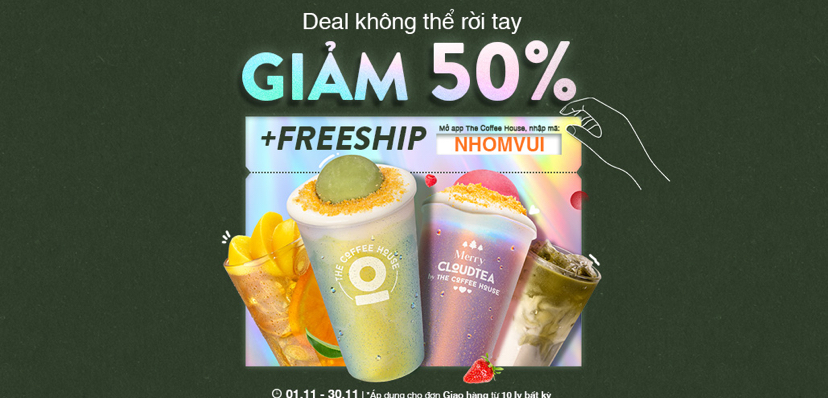 Deal không thể rời tay
GIẢM 50%
+FREESHIP
Mở app The Coffee House, nhập mã:
NHOMVUI
THE COFFEE HOUSE
Merry
CLOUDTEA
by THE COFFEE HOUSE
01.11 - 30.11 | *Áp dụng cho đơn Giao hàng từ 10 ly bất kỳ